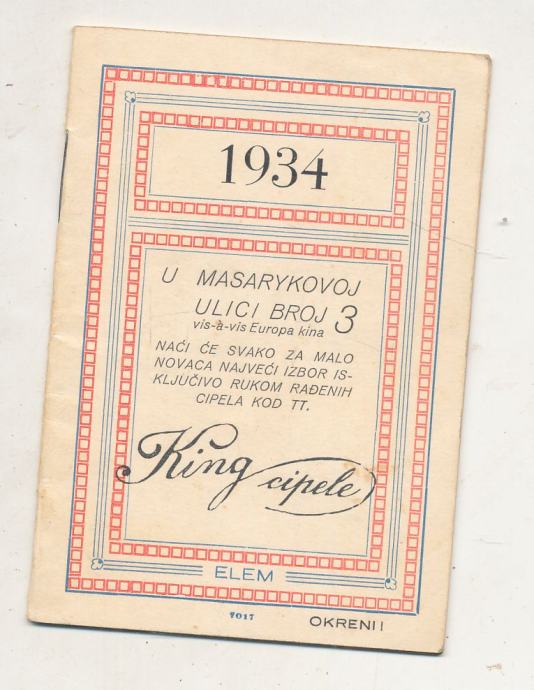 1934
U MASARYKOVOJ
ULICI BROJ 3
vis-à-vis Europa kina
NAĆI ĆE SVAKO ZA MALO
NOVACA NAJVEĆI IZBOR IS-
KLJUČIVO RUKOM RAĐENIH
CIPELA KOD TT.
King cipele
ELEM
7017
OKRENI!